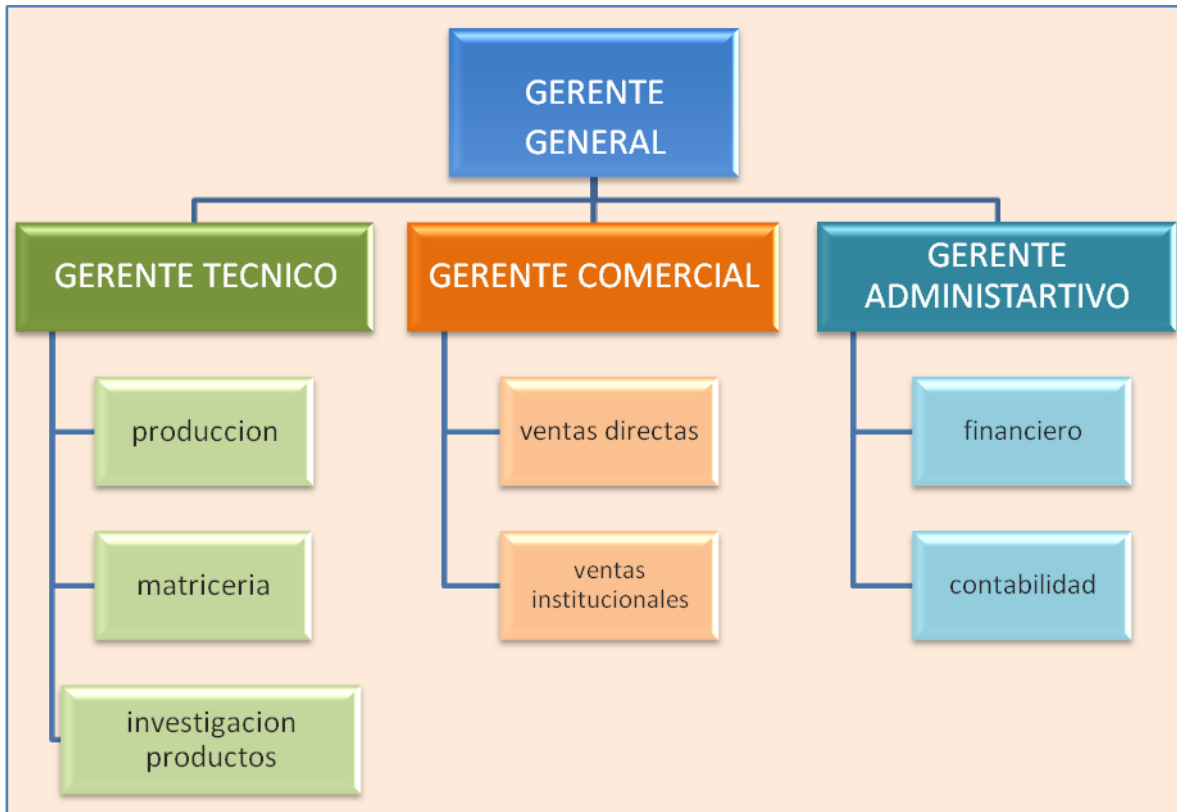 GERENTE
GENERAL
GERENTE TECNICO
GERENTE COMERCIAL
GERENTE
ADMINISTARTIVO
produccion
ventas directas
financiero
matriceria
ventas
institucionales
contabilidad
investigacion
productos